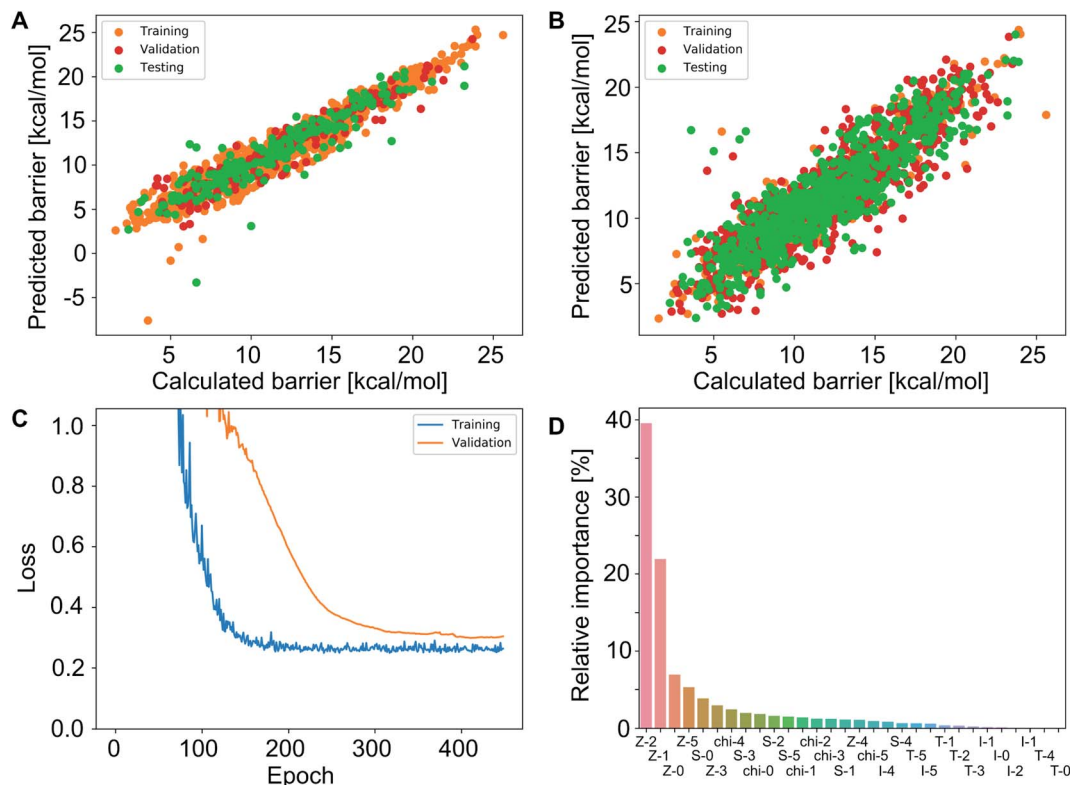 A
Training
Validation
Testing
Predicted barrier [kcal/mol]
25
20
15
10
5
0
-5
5
10
15
20
25
Calculated barrier [kcal/mol]
B
Training
Validation
Testing
Predicted barrier [kcal/mol]
25
20
15
10
5
5
10
15
20
25
Calculated barrier [kcal/mol]
C
Training
Validation
Loss
1.0
0.8
0.6
0.4
0.2
0.0
0
100
200
300
400
Epoch
D
Relative importance [%]
40
30
20
10
0
Z-2 Z-5 chi-4 S-2 chi-2 Z-4 S-4 T-1 I-1 I-1
Z-1 S-0 S-3 S-5 chi-3 chi-5 T-5 T-2 I-0 T-4
Z-0 Z-3 chi-0 chi-1 S-1 I-4 I-5 T-3 I-2 T-0